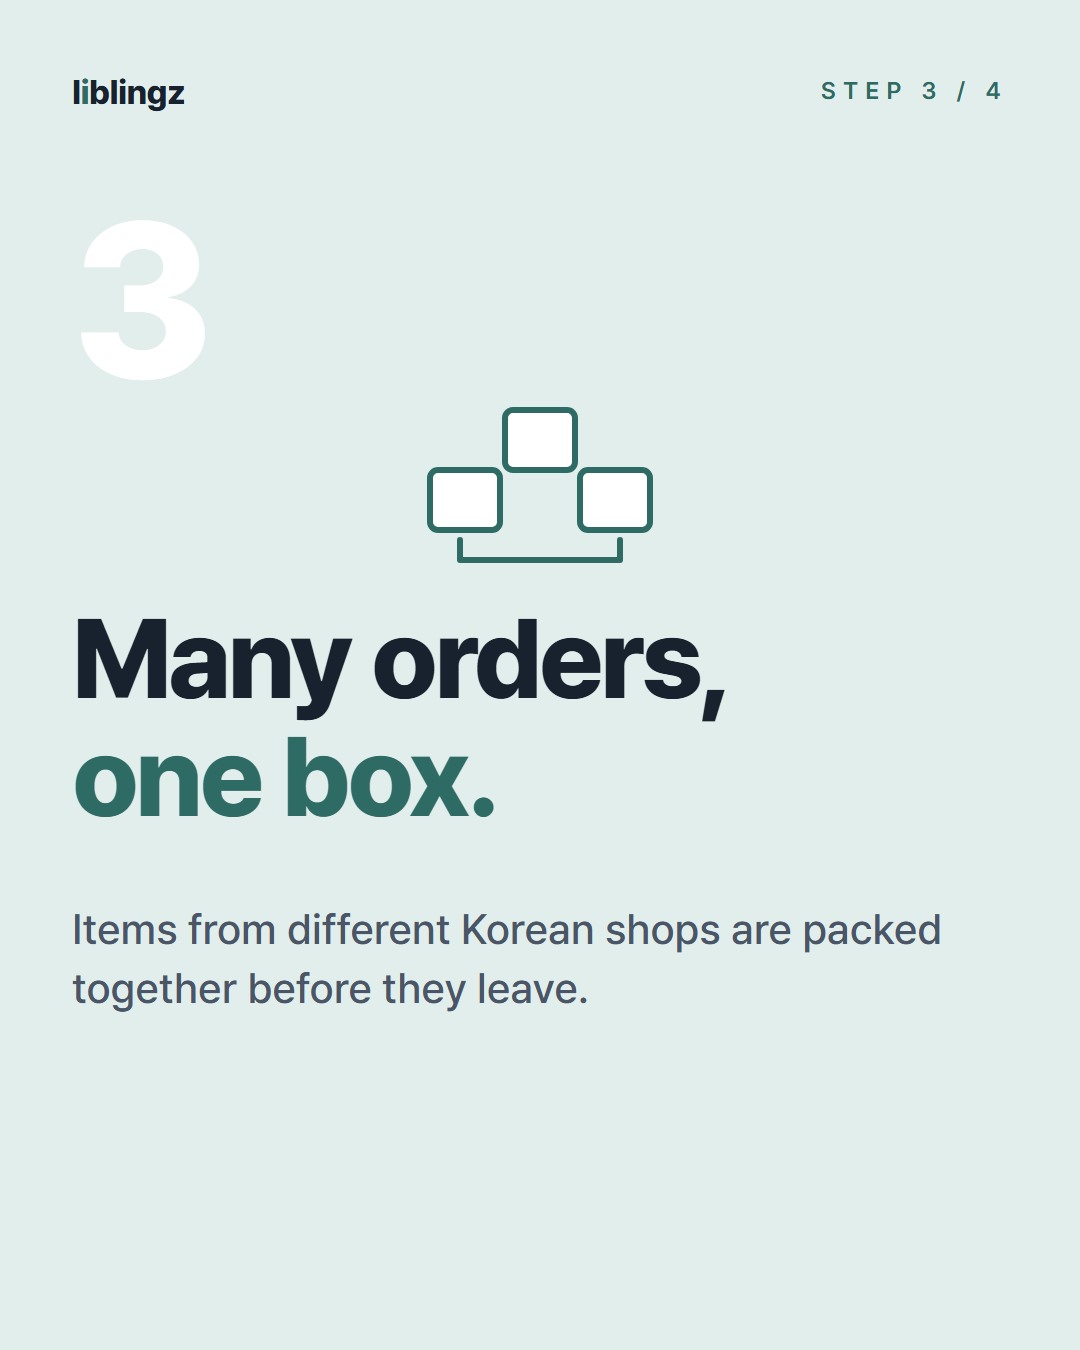 liblingz
STEP 3 / 4
3
Many orders,
one box.
Items from different Korean shops are packed
together before they leave.